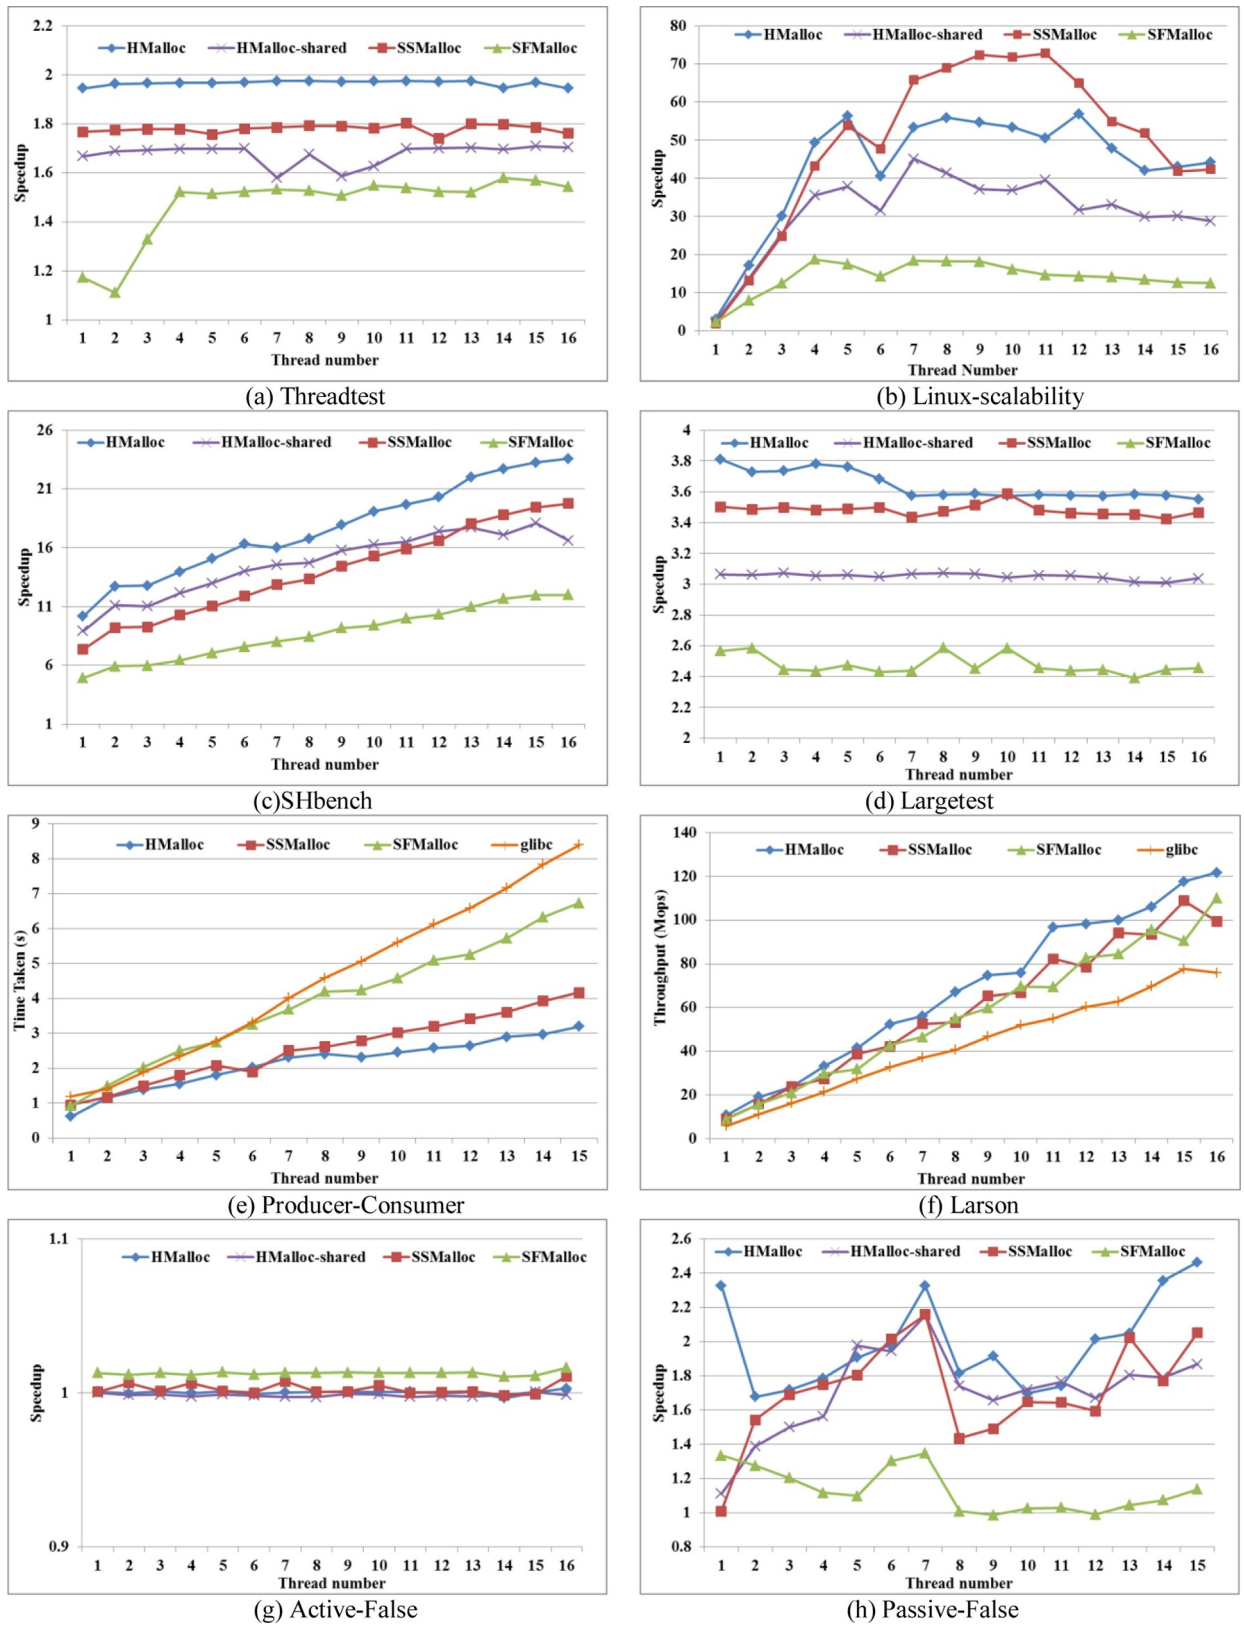 2.2
2
1.8
1.6
1.4
1.2
1
Speedup
HMalloc HMalloc-shared SSMalloc SFMalloc
1 2 3 4 5 6 7 8 9 10 11 12 13 14 15 16
Thread number
(a) Threadtest
80
70
60
50
40
30
20
10
0
Speedup
HMalloc HMalloc-shared SSMalloc SFMalloc
1 2 3 4 5 6 7 8 9 10 11 12 13 14 15 16
Thread Number
(b) Linux-scalability
26
21
16
11
6
1
Speedup
HMalloc HMalloc-shared SSMalloc SFMalloc
1 2 3 4 5 6 7 8 9 10 11 12 13 14 15 16
Thread number
(c)SHbench
4
3.8
3.6
3.4
3.2
3
2.8
2.6
2.4
2.2
2
Speedup
HMalloc HMalloc-shared SSMalloc SFMalloc
1 2 3 4 5 6 7 8 9 10 11 12 13 14 15 16
Thread number
(d) Largetest
9
8
7
6
5
4
3
2
1
0
Time Taken (s)
HMalloc SSMalloc SFMalloc glibc
1 2 3 4 5 6 7 8 9 10 11 12 13 14 15
Thread number
(e) Producer-Consumer
140
120
100
80
60
40
20
0
Throughput (Mops)
HMalloc SSMalloc SFMalloc glibc
1 2 3 4 5 6 7 8 9 10 11 12 13 14 15 16
Thread number
(f) Larson
1.1
1
0.9
Speedup
HMalloc HMalloc-shared SSMalloc SFMalloc
1 2 3 4 5 6 7 8 9 10 11 12 13 14 15 16
Thread number
(g) Active-False
2.6
2.4
2.2
2
1.8
1.6
1.4
1.2
1
0.8
Speedup
HMalloc HMalloc-shared SSMalloc SFMalloc
1 2 3 4 5 6 7 8 9 10 11 12 13 14 15
Thread number
(h) Passive-False